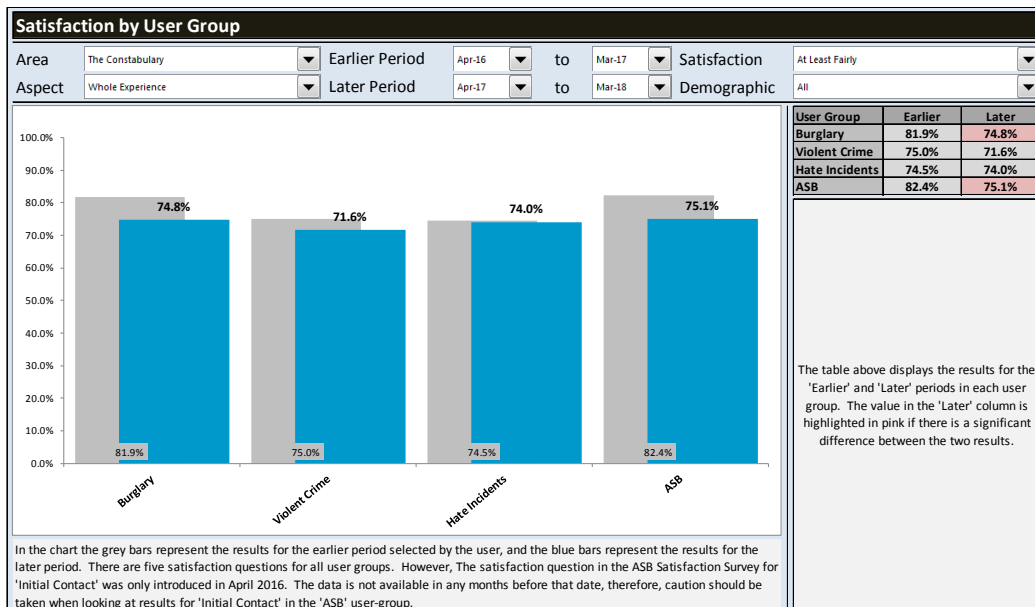 Satisfaction by User Group
Area The Constabulary Earlier Period Apr-16 to Mar-17 Satisfaction At Least Fairly
Aspect Whole Experience Later Period Apr-17 to Mar-18 Demographic All
100.0%
90.0%
80.0%
70.0%
60.0%
50.0%
40.0%
30.0%
20.0%
10.0%
0.0%
74.8%
71.6%
74.0%
75.1%
81.9%
75.0%
74.5%
82.4%
Burglary
Violent Crime
Hate Incidents
ASB
User Group Earlier Later
Burglary 81.9% 74.8%
Violent Crime 75.0% 71.6%
Hate Incidents 74.5% 74.0%
ASB 82.4% 75.1%
The table above displays the results for the
'Earlier' and 'Later' periods in each user
group. The value in the 'Later' column is
highlighted in pink if there is a significant
difference between the two results.
In the chart the grey bars represent the results for the earlier period selected by the user, and the blue bars represent the results for the
later period. There are five satisfaction questions for all user groups. However, The satisfaction question in the ASB Satisfaction Survey for
'Initial Contact' was only introduced in April 2016. The data is not available in any months before that date, therefore, caution should be
taken when looking at results for 'Initial Contact' in the 'ASB' user-group.